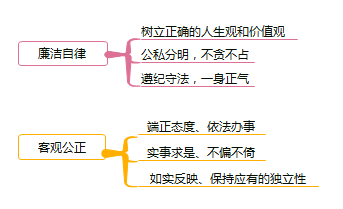 廉洁自律
树立正确的人生观和价值观
公私分明，不贪不占
遵纪守法，一身正气
客观公正
端正态度、依法办事
实事求是、不偏不倚
如实反映、保持应有的独立性